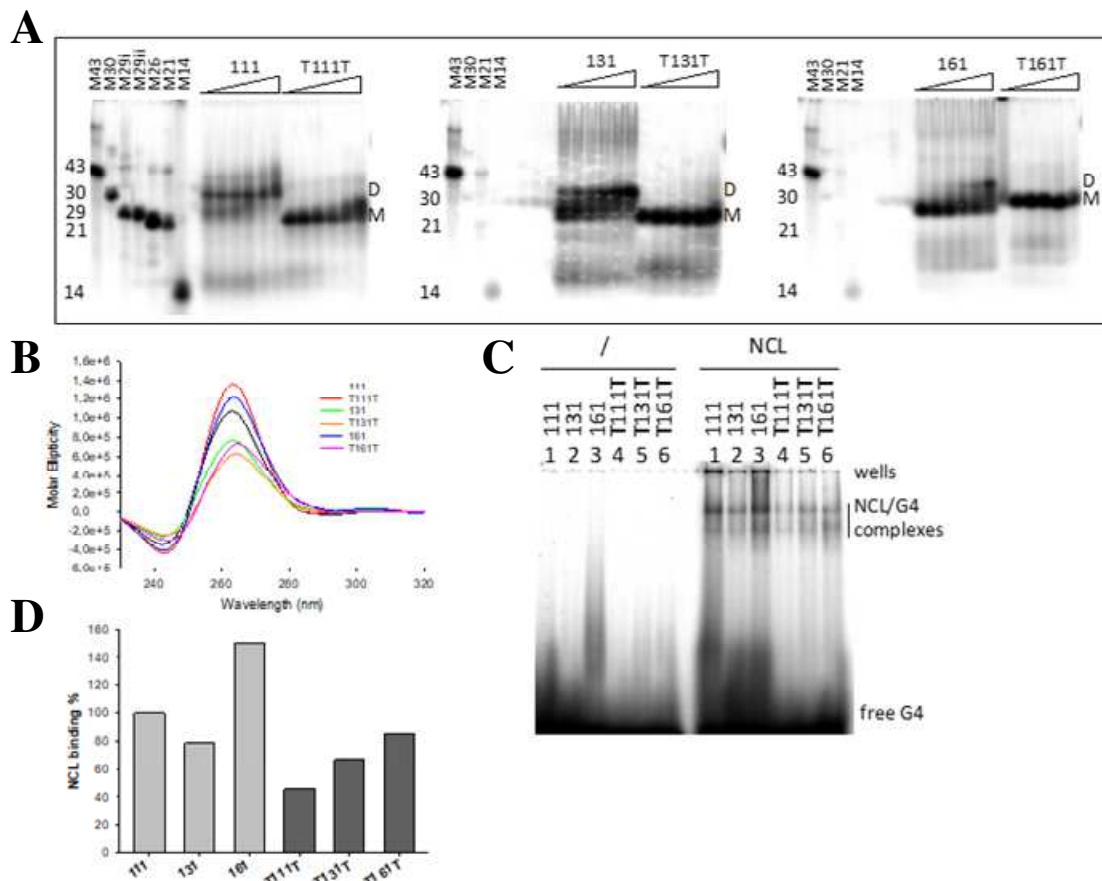 A
M43 M30 M29i M29ii M26 M21 M14 111 T111T
43
30
29
21
14
D
M
M43 M30 M21 M14 131 T131T
43
30
21
14
D
M
M43 M30 M21 M14 161 T161T
43
30
29
21
14
D
M
B
1,6e+6
1,4e+6
1,2e+6
1,0e+6
8,0e+5
6,0e+5
4,0e+5
2,0e+5
0,0
-2,0e+5
-4,0e+5
6,0e+5
Molar Elipticity
111
T111T
131
T131T
161
T161T
240 260 280 300 320
Wavelength (nm)
C
/ NCL
111 131 161 T111T T131T T161T 111 131 161 T111T T131T T161T
1 2 3 4 5 6 1 2 3 4 5 6
wells
NCL/G4
complexes
free G4
D
160
140
120
100
80
60
40
20
0
NCL binding %
111 131 161 T111T T131T T161T